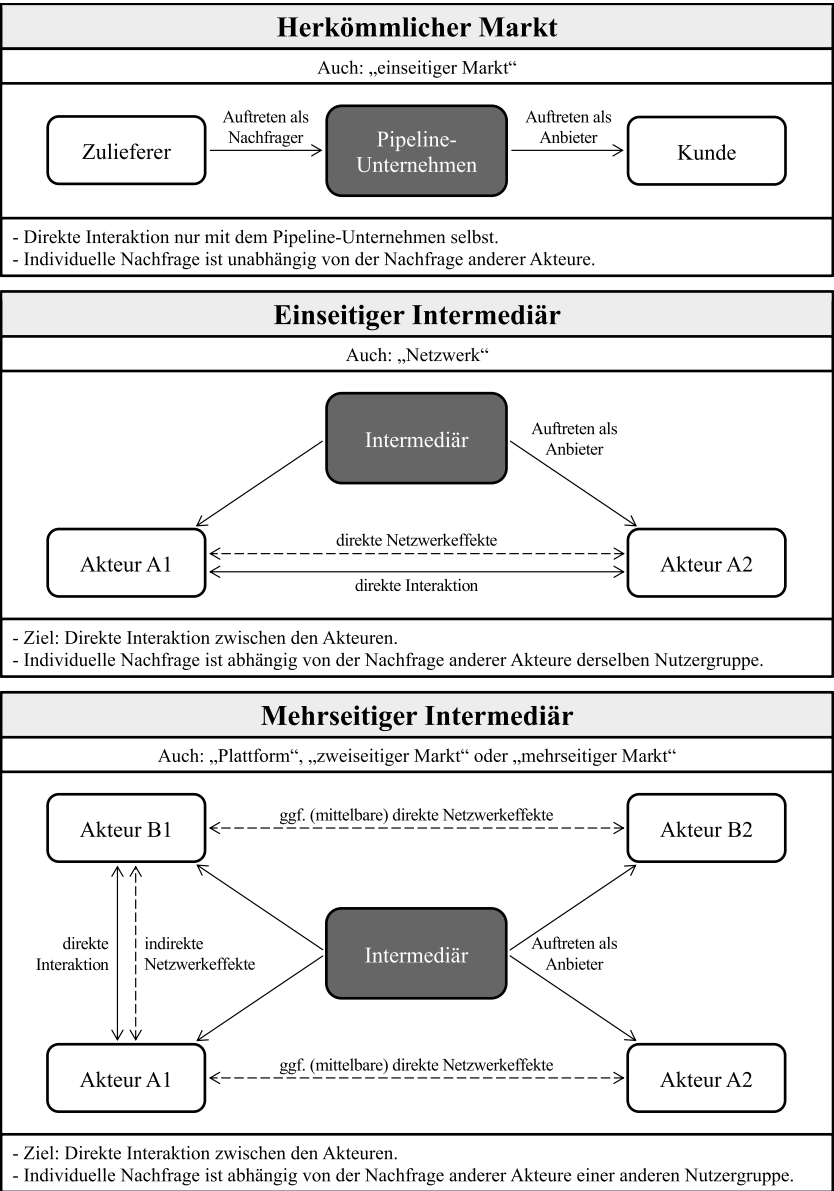 Herkömmlicher Markt
Auch: „einseitiger Markt“
Zulieferer
Auftreten als
Nachfrager
Pipeline-
Unternehmen
Auftreten als
Anbieter
Kunde
- Direkte Interaktion nur mit dem Pipeline-Unternehmen selbst.
- Individuelle Nachfrage ist unabhängig von der Nachfrage anderer Akteure.
Einseitiger Intermediär
Auch: „Netzwerk“
Intermediär
Auftreten als
Anbieter
Akteur A1
direkte Netzwerkeffekte
direkte Interaktion
Akteur A2
- Ziel: Direkte Interaktion zwischen den Akteuren.
- Individuelle Nachfrage ist abhängig von der Nachfrage anderer Akteure derselben Nutzergruppe.
Mehrseitiger Intermediär
Auch: „Plattform“, „zweiseitiger Markt“ oder „mehrseitiger Markt“
Akteur B1
ggf. (mittelbare) direkte Netzwerkeffekte
Akteur B2
direkte
Interaktion
indirekte
Netzwerkeffekte
Intermediär
Auftreten als
Anbieter
Akteur A1
ggf. (mittelbare) direkte Netzwerkeffekte
Akteur A2
- Ziel: Direkte Interaktion zwischen den Akteuren.
- Individuelle Nachfrage ist abhängig von der Nachfrage anderer Akteure einer anderen Nutzergruppe.